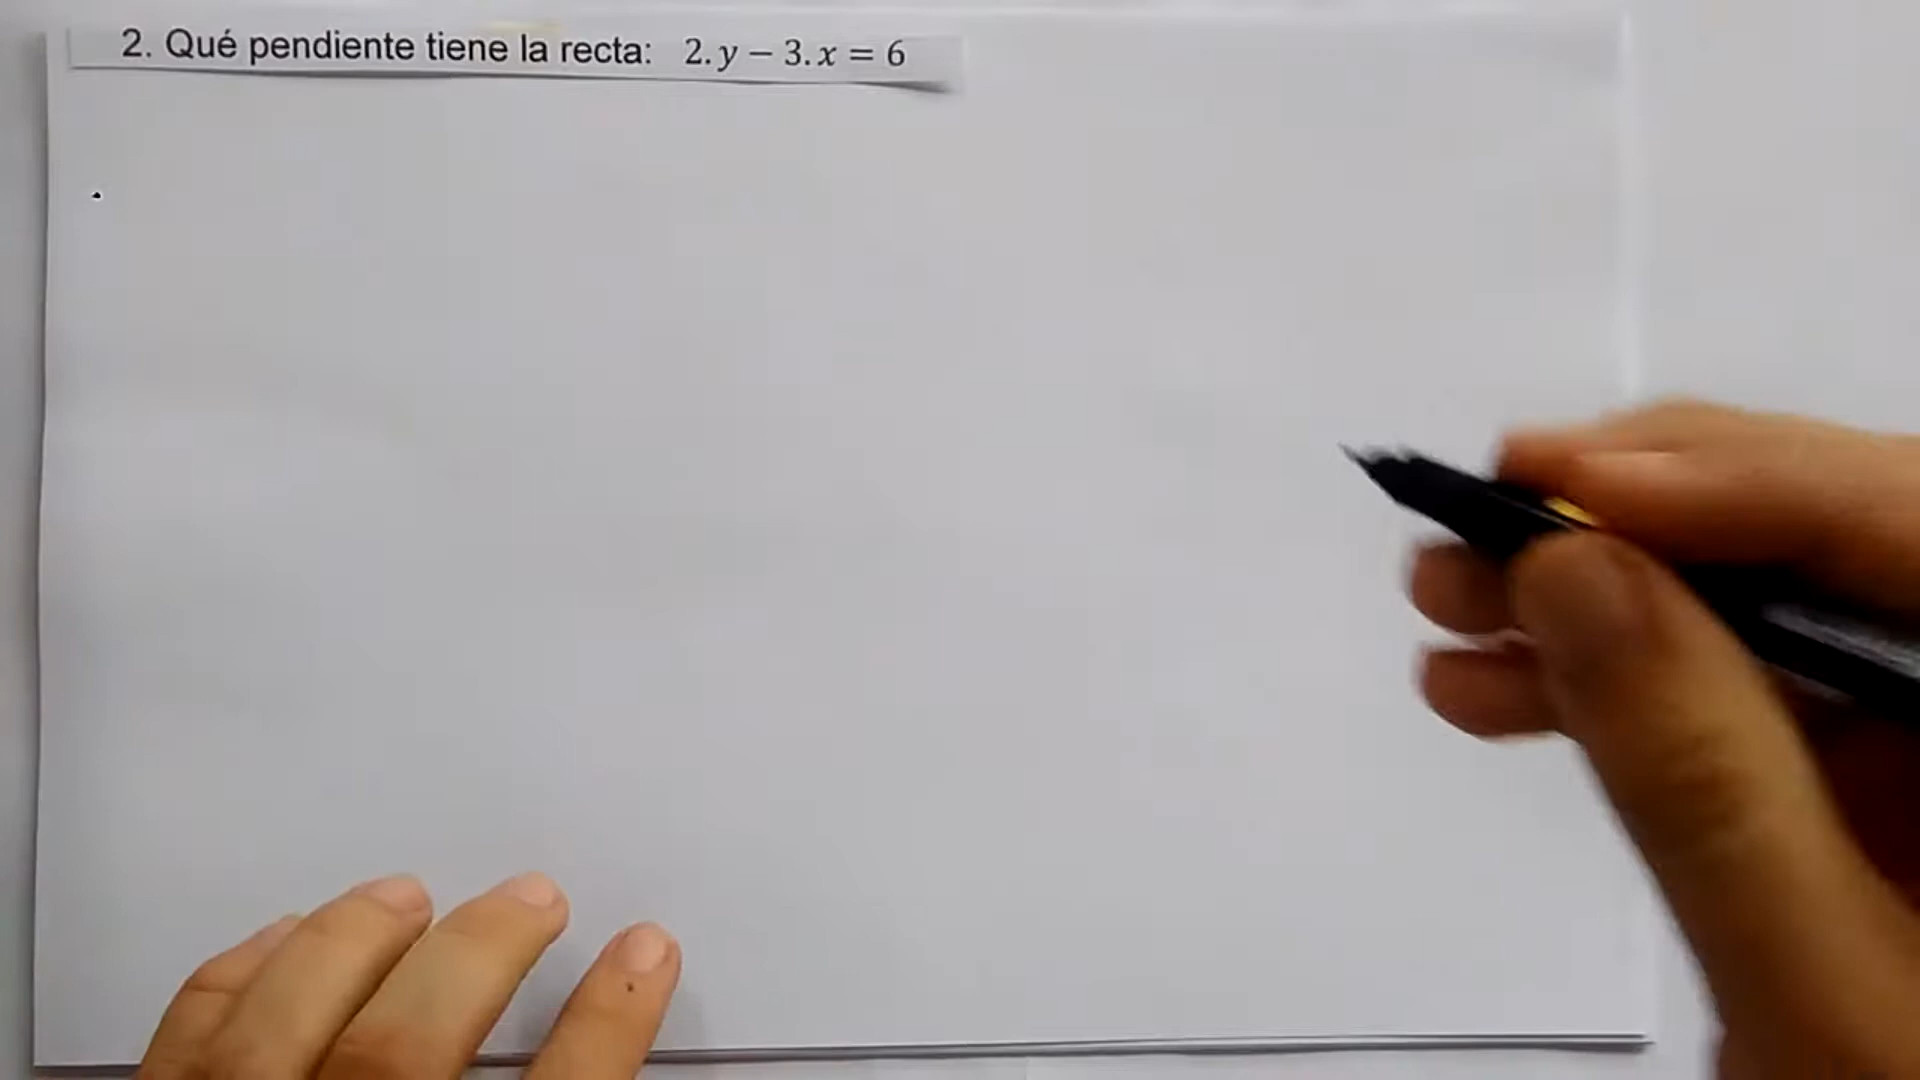 2. Qué pendiente tiene la recta: 2.y − 3.x = 6